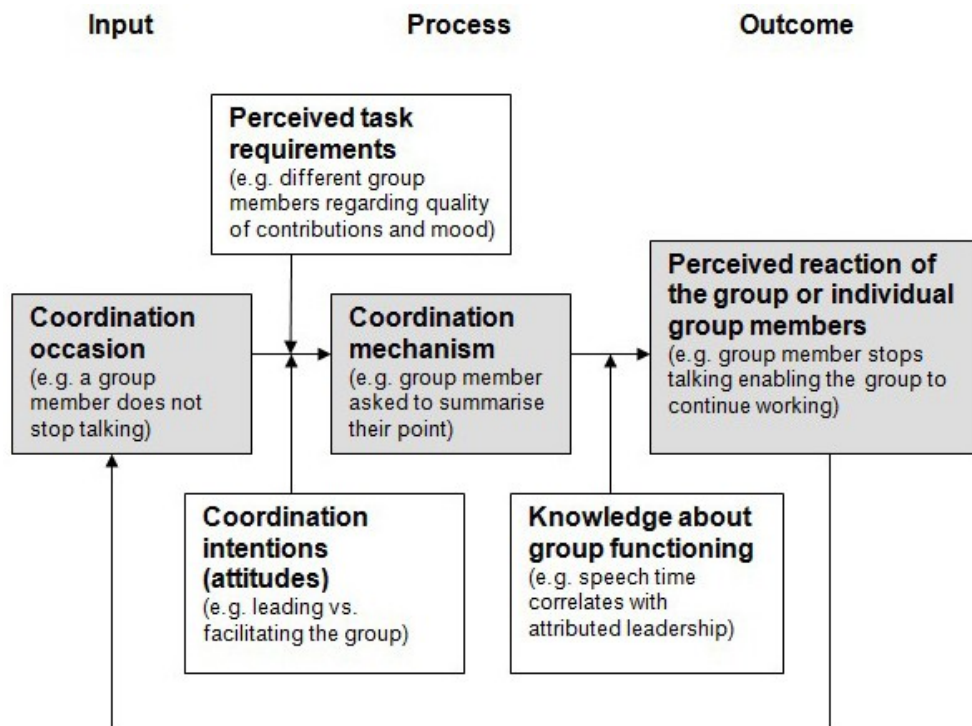 Input
Process
Outcome
Perceived task
requirements
(e.g. different group
members regarding quality
of contributions and mood)
Coordination
occasion
(e.g. a group
member does not
stop talking)
Coordination
mechanism
(e.g. group member
asked to summarise
their point)
Perceived reaction of
the group or individual
group members
(e.g. group member stops
talking enabling the group to
continue working)
Coordination
intentions
(attitudes)
(e.g. leading vs.
facilitating the group)
Knowledge about
group functioning
(e.g. speech time
correlates with
attributed leadership)